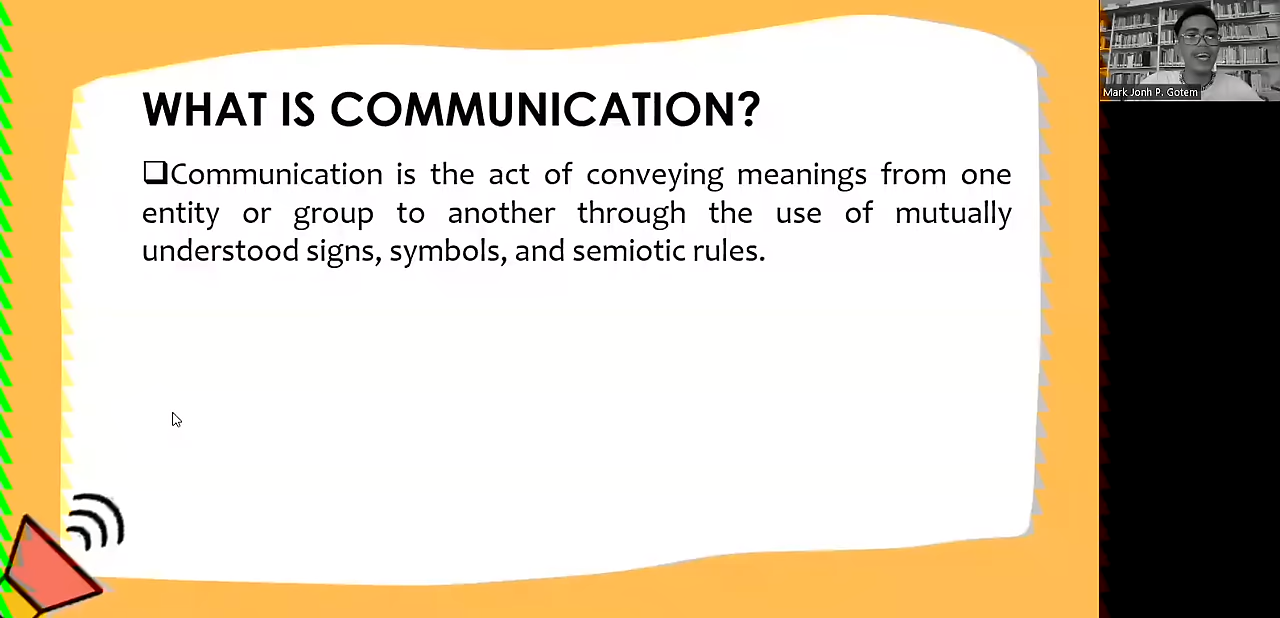 WHAT IS COMMUNICATION?
❑Communication is the act of conveying meanings from one
entity or group to another through the use of mutually
understood signs, symbols, and semiotic rules.
Mark Jonh P. Gotem